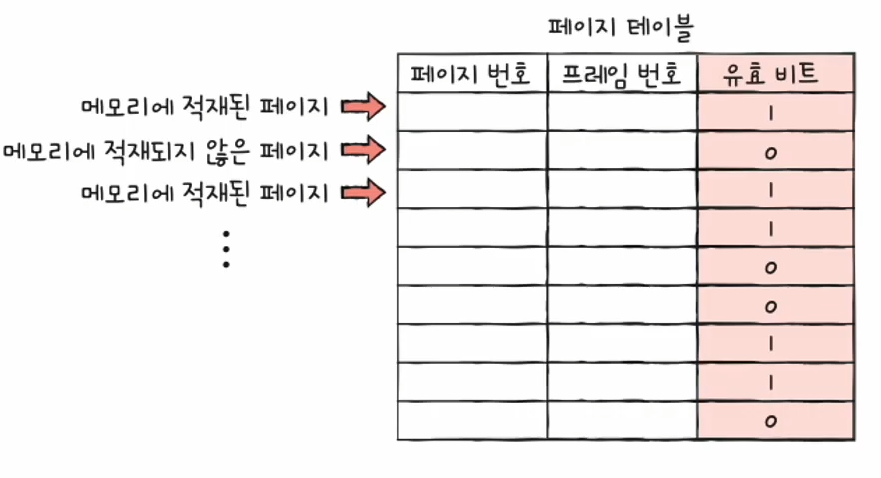 페이지 테이블
페이지 번호 프레임 번호 유효 비트
메모리에 적재된 페이지 1
메모리에 적재되지 않은 페이지 0
메모리에 적재된 페이지 1
1
0
0
1
1
0